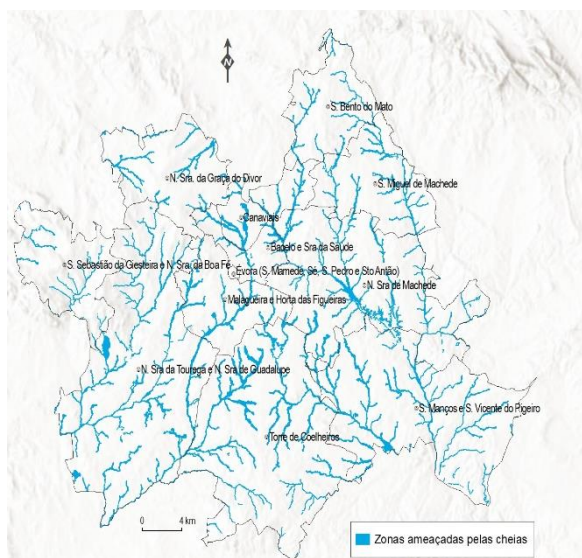 N
S. Bento do Mato
N. Sra. da Graça do Divor
S. Miguel de Machede
Canaviais
Bacelo e Sra da Saúde
S. Sebastião da Giesteira e N. Sra. da Boa Fé
Évora (S. Mamede, Sé, S. Pedro e Sto Antão)
N. Sra de Machede
Malagueira e Horta das Figueiras
N. Sra da Tourega e N. Sra de Guadalupe
S. Manços e S. Vicente do Pigeiro
Torre de Coelheiros
0 4 km
Zonas ameaçadas pelas cheias